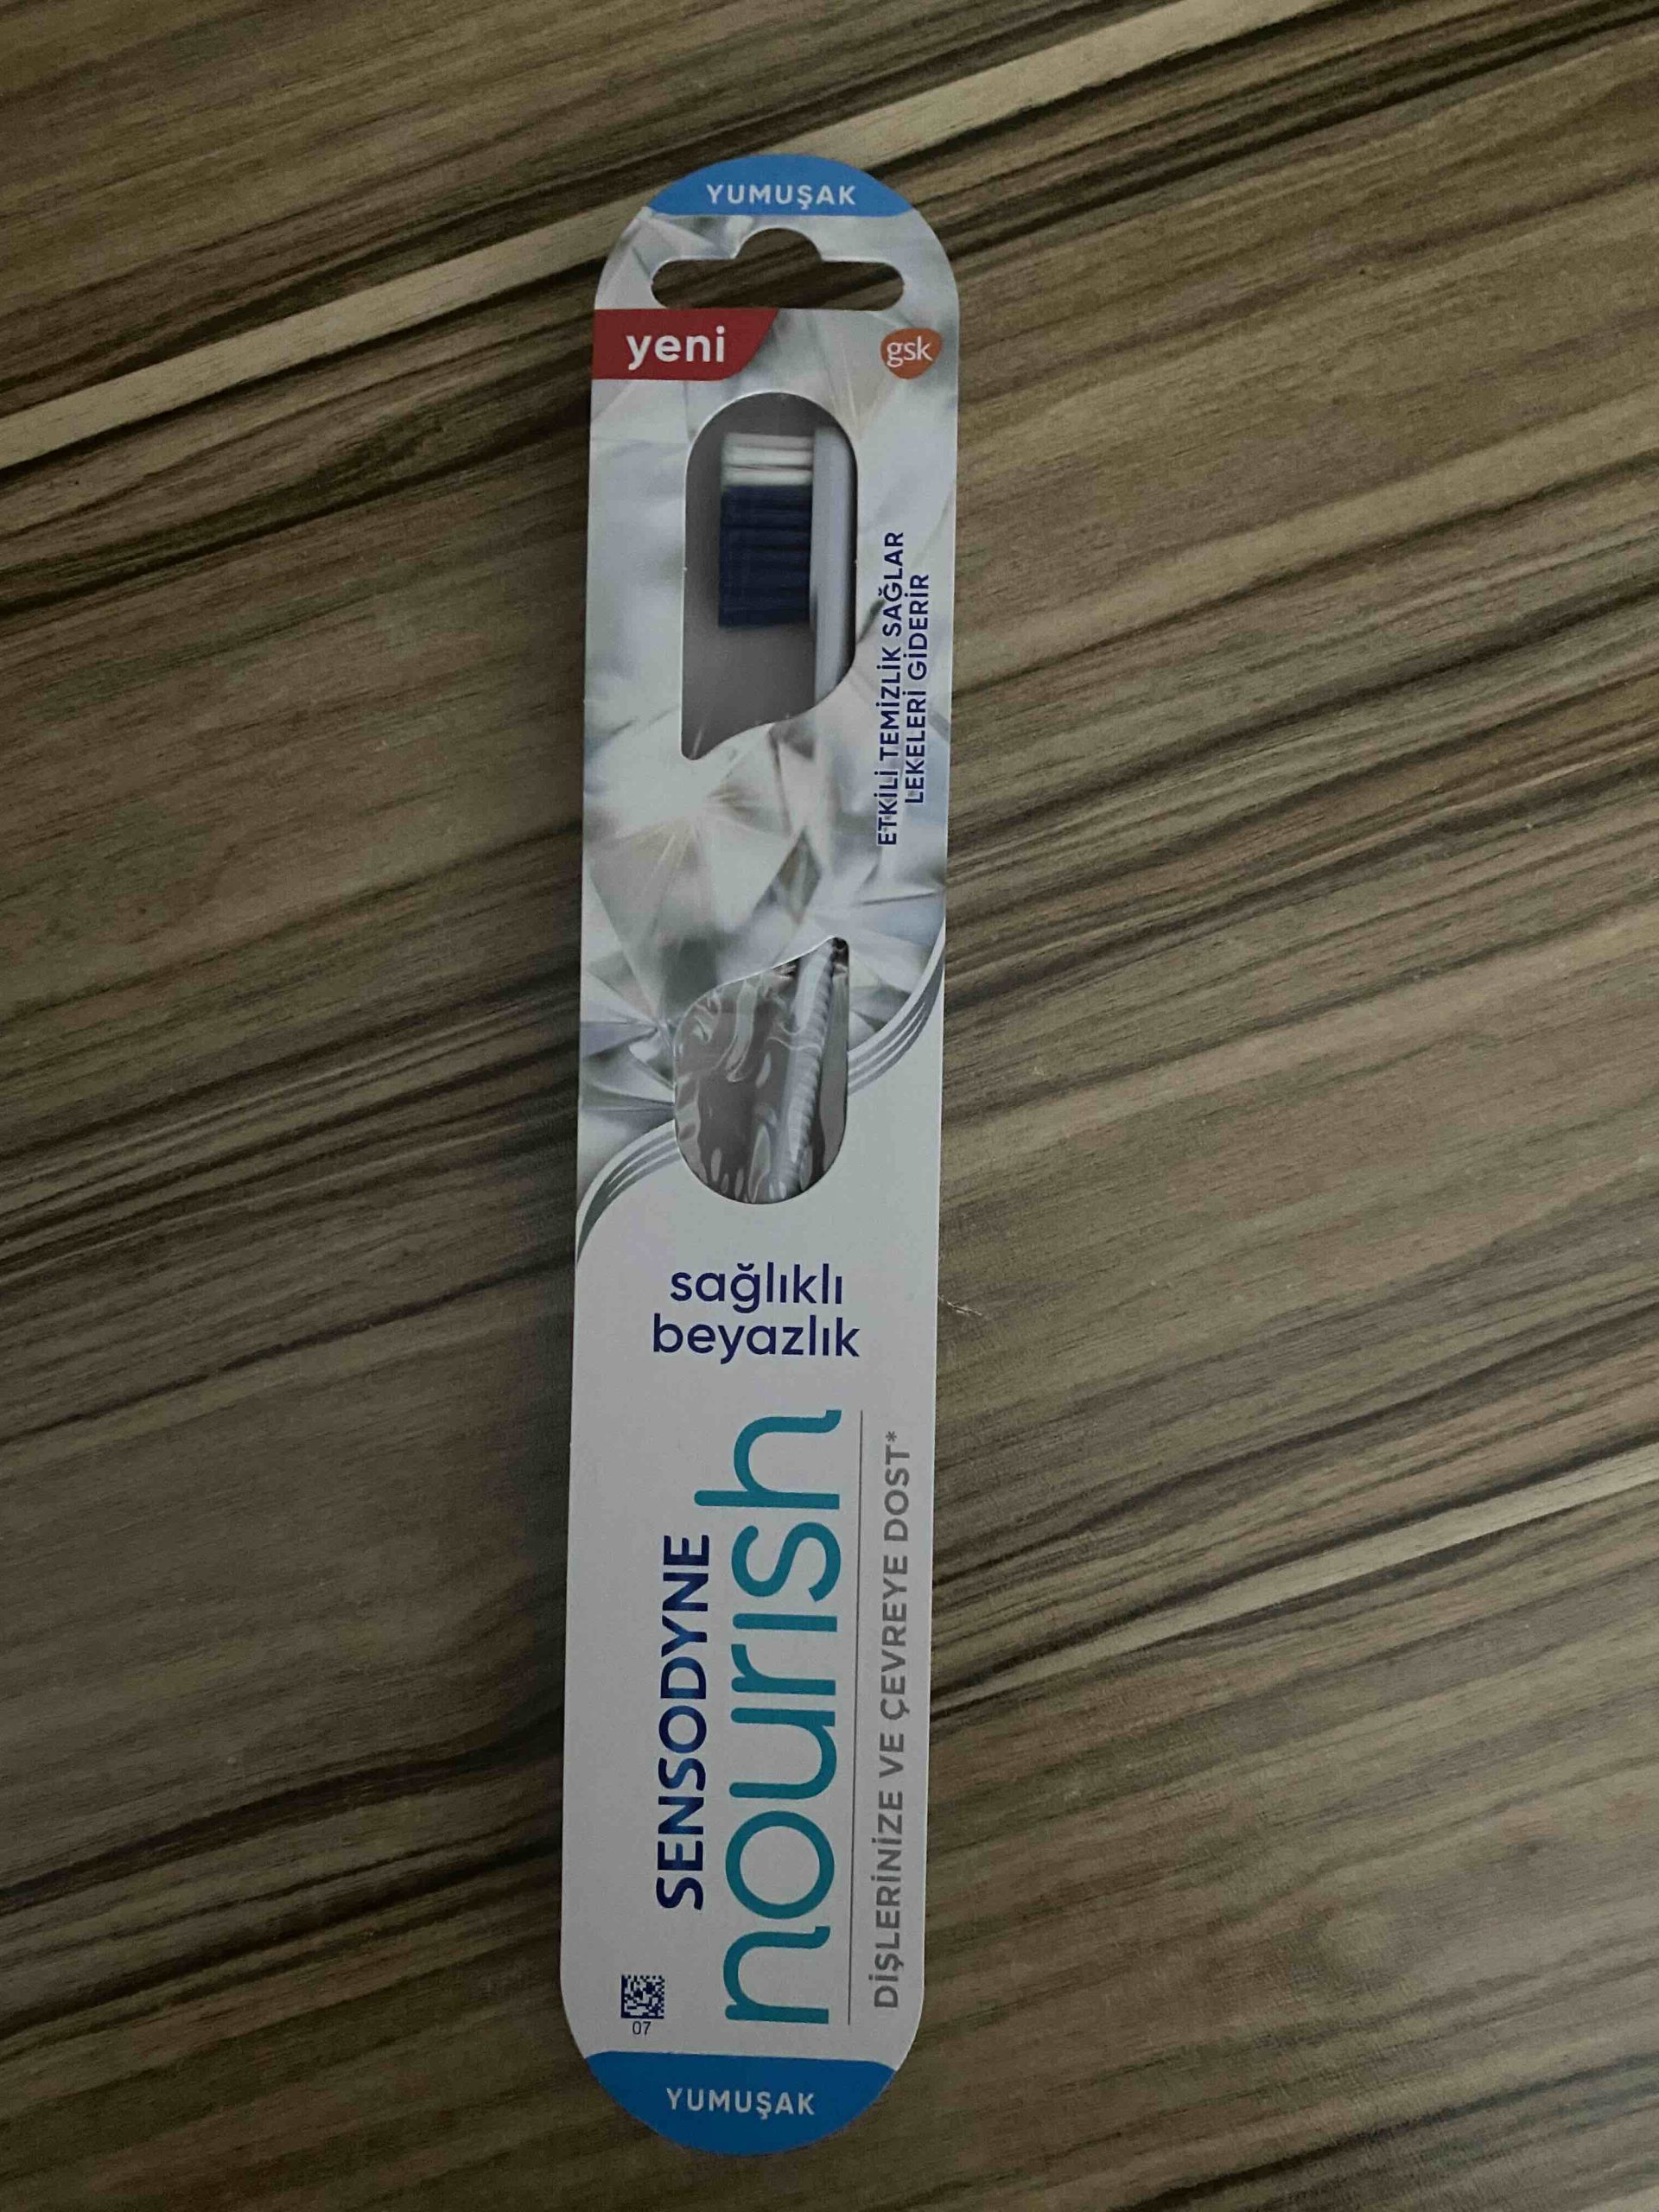 YUMUŞAK
yeni
gsk
ETKİLİ TEMİZLİK SAĞLAR
LEKELERİ GİDERİR
sağlıklı
beyazlık
SENSODYNE
nourish
DİŞLERİNİZE VE ÇEVREYE DOST*
07
YUMUŞAK